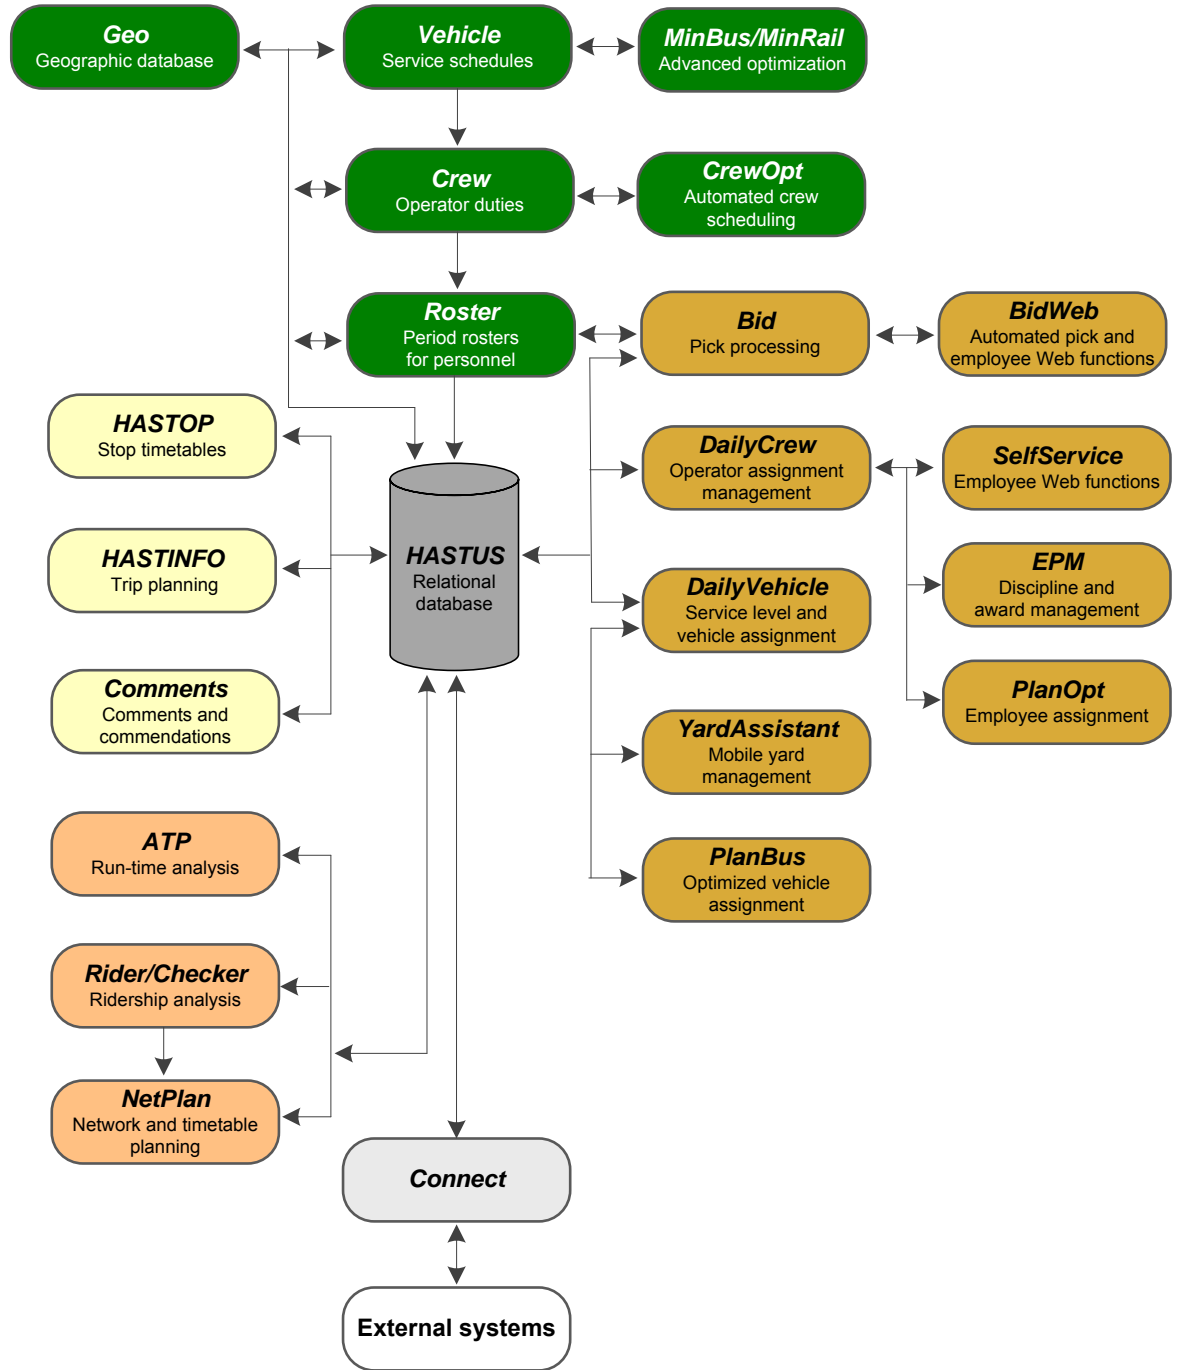 Geo
Geographic database
Vehicle
Service schedules
MinBus/MinRail
Advanced optimization
Crew
Operator duties
CrewOpt
Automated crew
scheduling
Roster
Period rosters
for personnel
Bid
Pick processing
BidWeb
Automated pick and
employee Web functions
HASTOP
Stop timetables
DailyCrew
Operator assignment
management
SelfService
Employee Web functions
HASTINFO
Trip planning
HASTUS
Relational
database
DailyVehicle
Service level and
vehicle assignment
EPM
Discipline and
award management
Comments
Comments and
commendations
YardAssistant
Mobile yard
management
PlanOpt
Employee assignment
ATP
Run-time analysis
PlanBus
Optimized vehicle
assignment
Rider/Checker
Ridership analysis
NetPlan
Network and timetable
planning
Connect
External systems